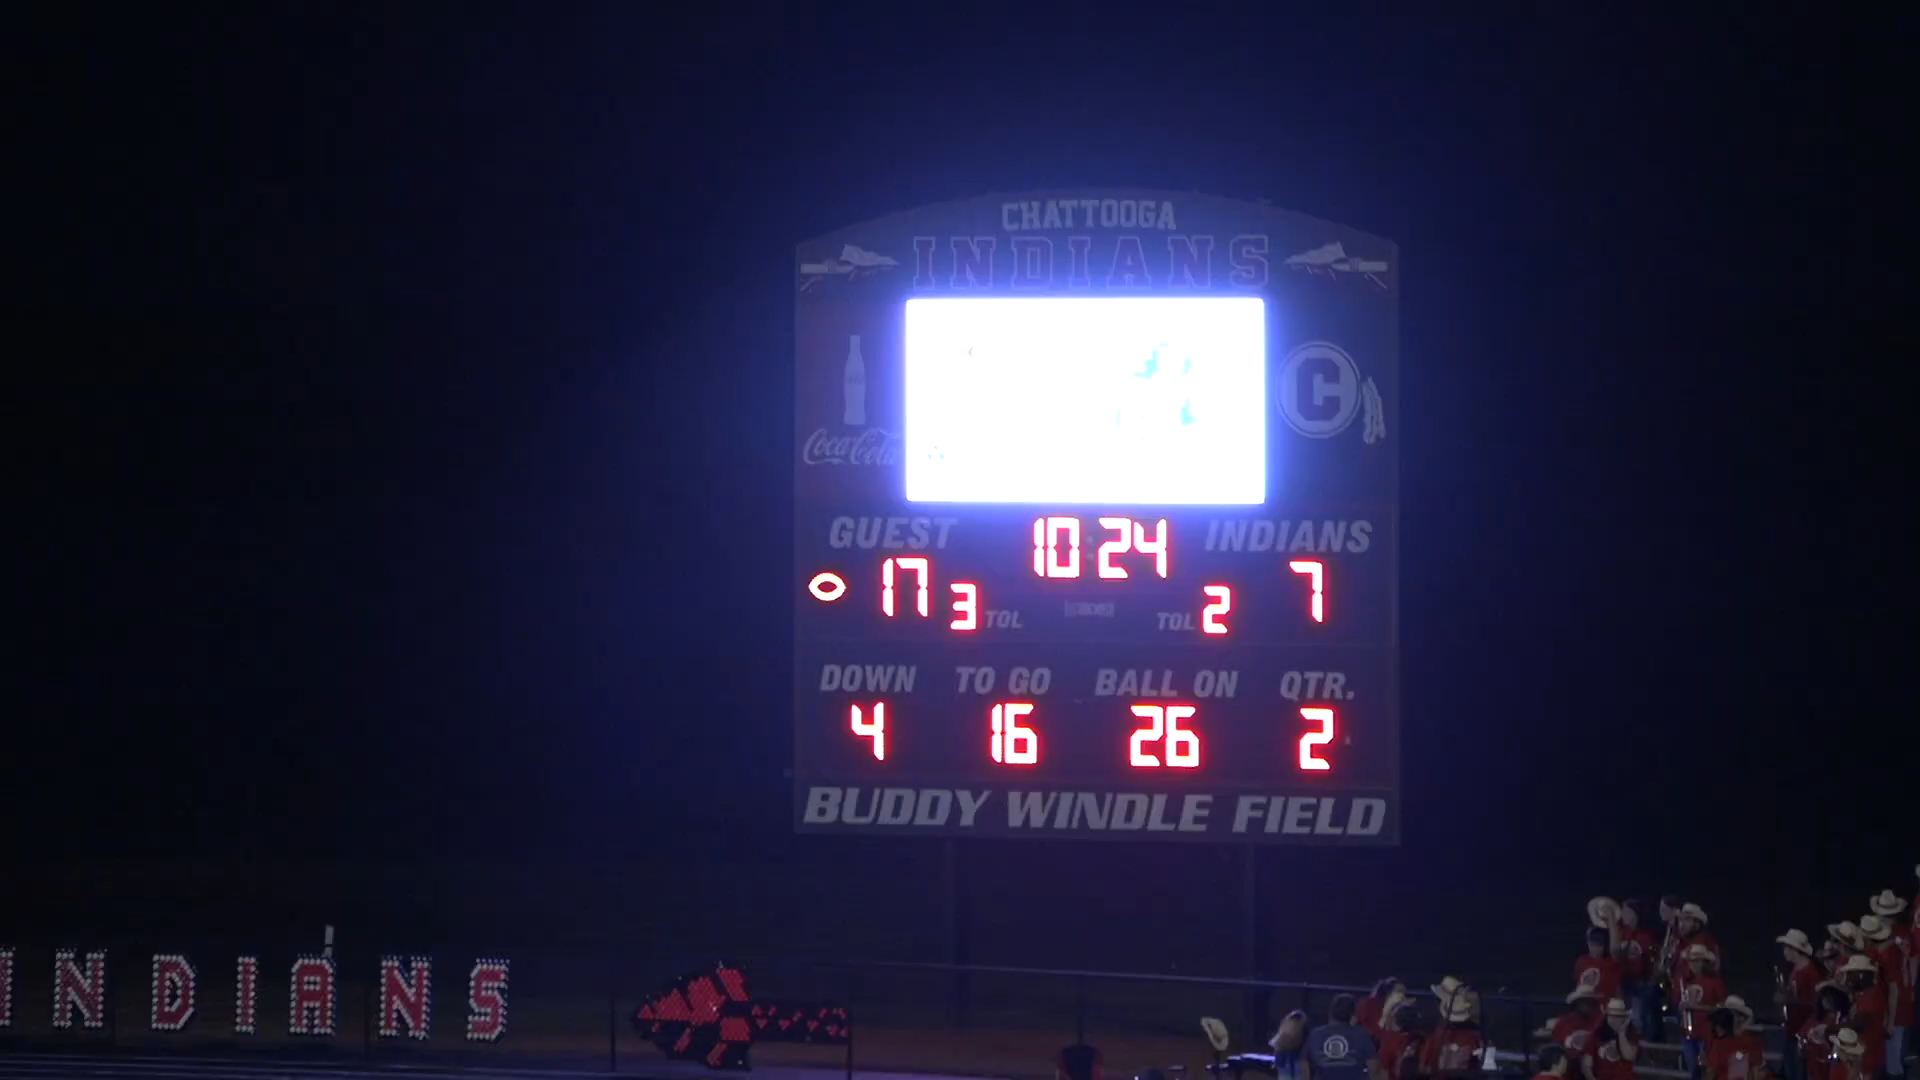 CHATTOOGA
INDIANS
Coca-Cola
C
GUEST 10:24 INDIANS
17 3 TOL TOL 2 7
DOWN TO GO BALL ON QTR.
4 16 26 2
BUDDY WINDLE FIELD
INDIANS